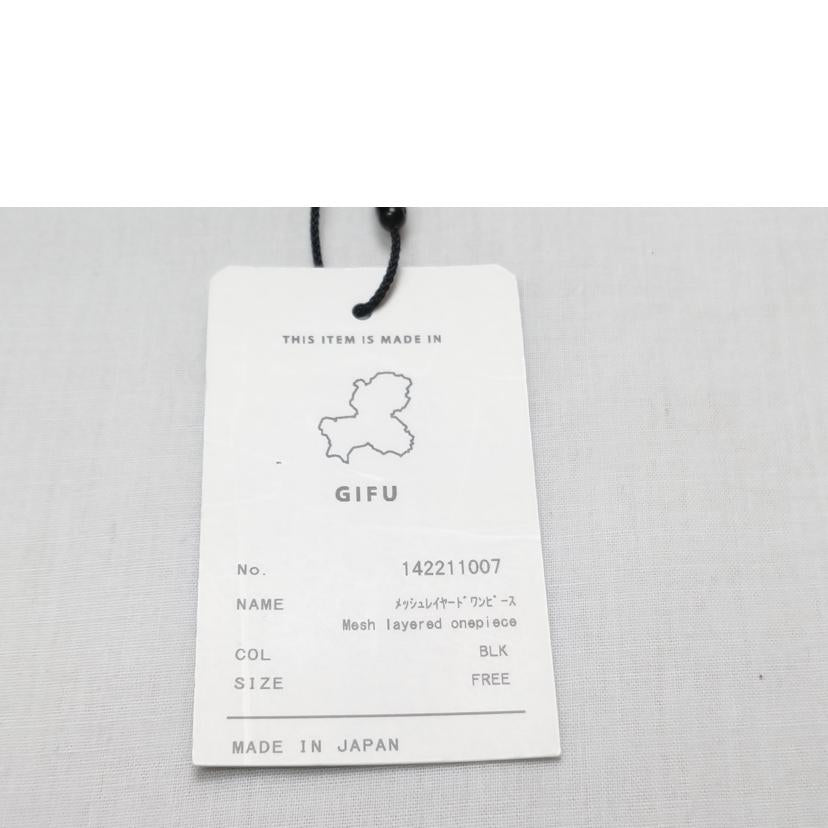 THIS ITEM IS MADE IN
GIFU
No. 142211007
NAME ﾒｯｼｭﾚｲﾔｰﾄﾞﾜﾝﾋﾟｰｽ
Mesh layered onepiece
COL BLK
SIZE FREE
MADE IN JAPAN